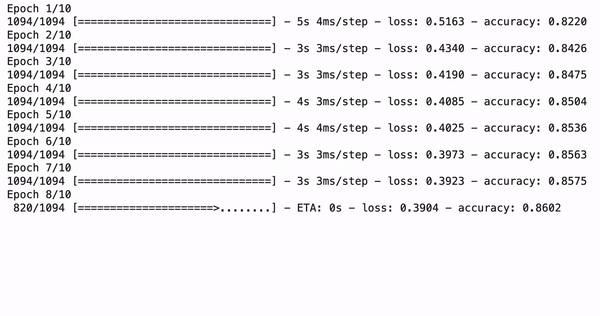 Epoch 1/10
1094/1094 [==============================] - 5s 4ms/step - loss: 0.5163 - accuracy: 0.8220
Epoch 2/10
1094/1094 [==============================] - 3s 3ms/step - loss: 0.4340 - accuracy: 0.8426
Epoch 3/10
1094/1094 [==============================] - 3s 3ms/step - loss: 0.4190 - accuracy: 0.8475
Epoch 4/10
1094/1094 [==============================] - 4s 3ms/step - loss: 0.4085 - accuracy: 0.8504
Epoch 5/10
1094/1094 [==============================] - 4s 4ms/step - loss: 0.4025 - accuracy: 0.8536
Epoch 6/10
1094/1094 [==============================] - 3s 3ms/step - loss: 0.3973 - accuracy: 0.8563
Epoch 7/10
1094/1094 [==============================] - 3s 3ms/step - loss: 0.3923 - accuracy: 0.8575
Epoch 8/10
 820/1094 [=====================>........] - ETA: 0s - loss: 0.3904 - accuracy: 0.8602